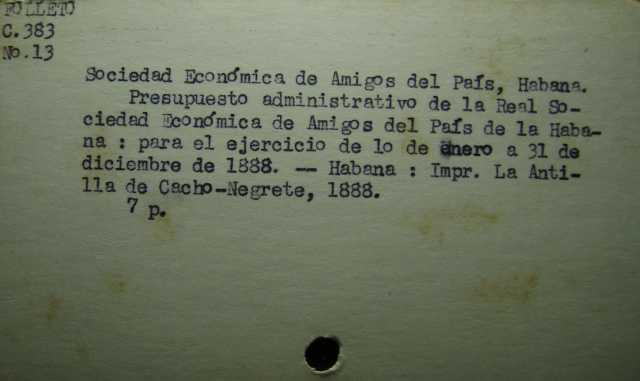 FOLLETO
C.383
No.13
Sociedad Económica de Amigos del País, Habana.
Presupuesto administrativo de la Real So-
ciedad Económica de Amigos del País de la Haba-
na : para el ejercicio de lo de enero a 31 de
diciembre de 1888. -- Habana : Impr. La Anti-
lla de Cacho-Negrete, 1888.
7 p.